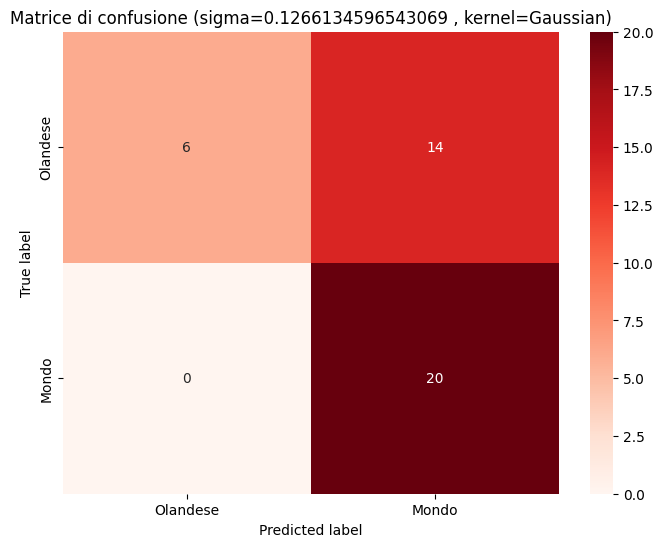 Matrice di confusione (sigma=0.1266134596543069 , kernel=Gaussian)
20.0
17.5
15.0
12.5
10.0
7.5
5.0
2.5
0.0
True label
Olandese
6
14
Mondo
0
20
Olandese
Mondo
Predicted label